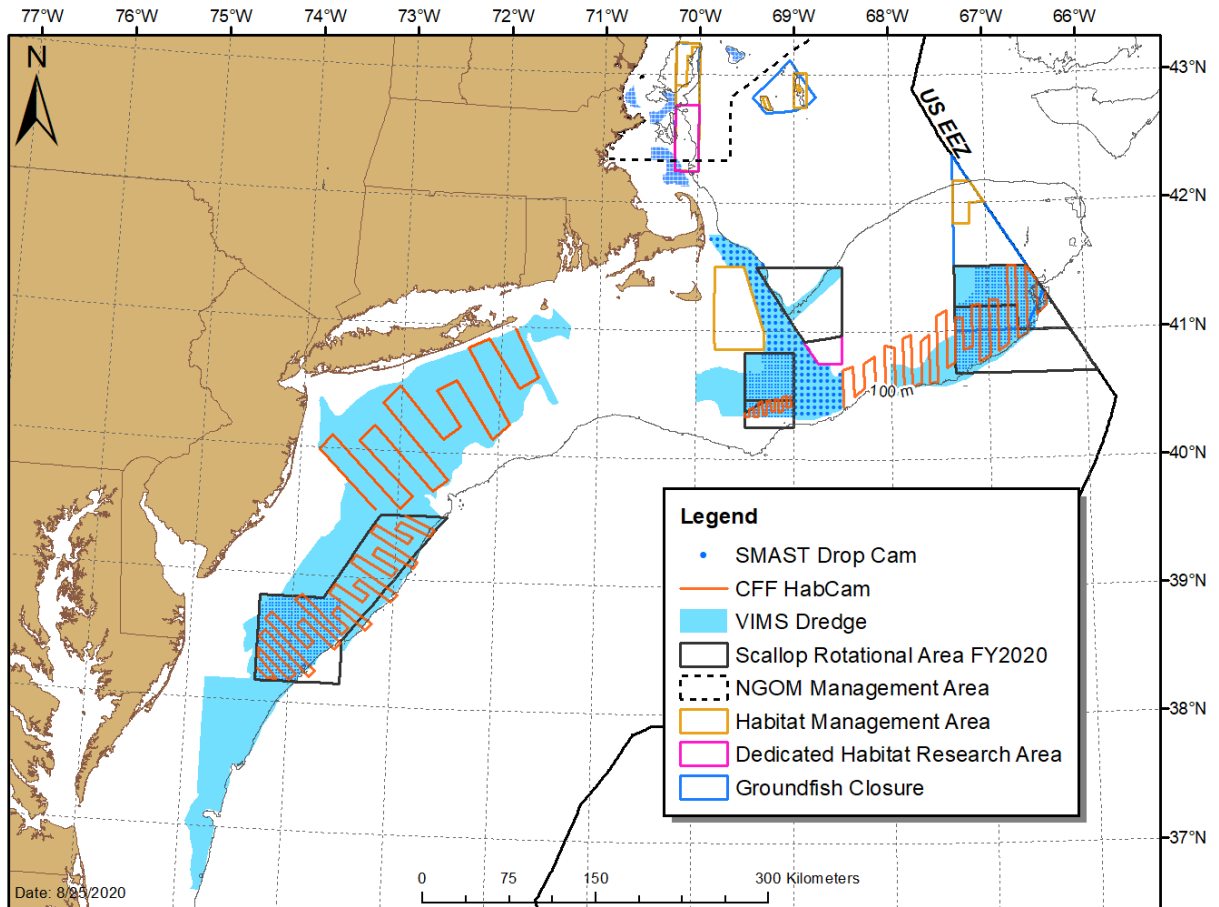 77°W 76°W 75°W 74°W 73°W 72°W 71°W 70°W 69°W 68°W 67°W 66°W
N
43°N
US EEZ
42°N
41°N
100 m
40°N
39°N
38°N
37°N
Legend
SMAST Drop Cam
CFF HabCam
VIMS Dredge
Scallop Rotational Area FY2020
NGOM Management Area
Habitat Management Area
Dedicated Habitat Research Area
Groundfish Closure
0 75 150 300 Kilometers
Date: 8/25/2020